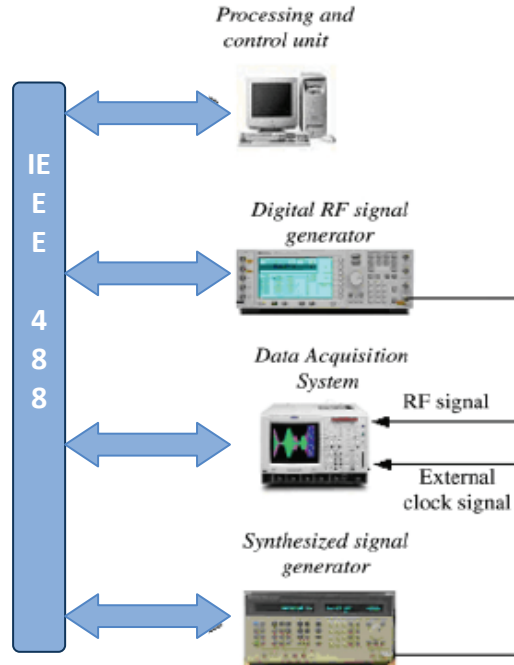 Processing and
control unit
IE
E
E
4
8
8
Digital RF signal
generator
Data Acquisition
System
RF signal
External
clock signal
Synthesized signal
generator